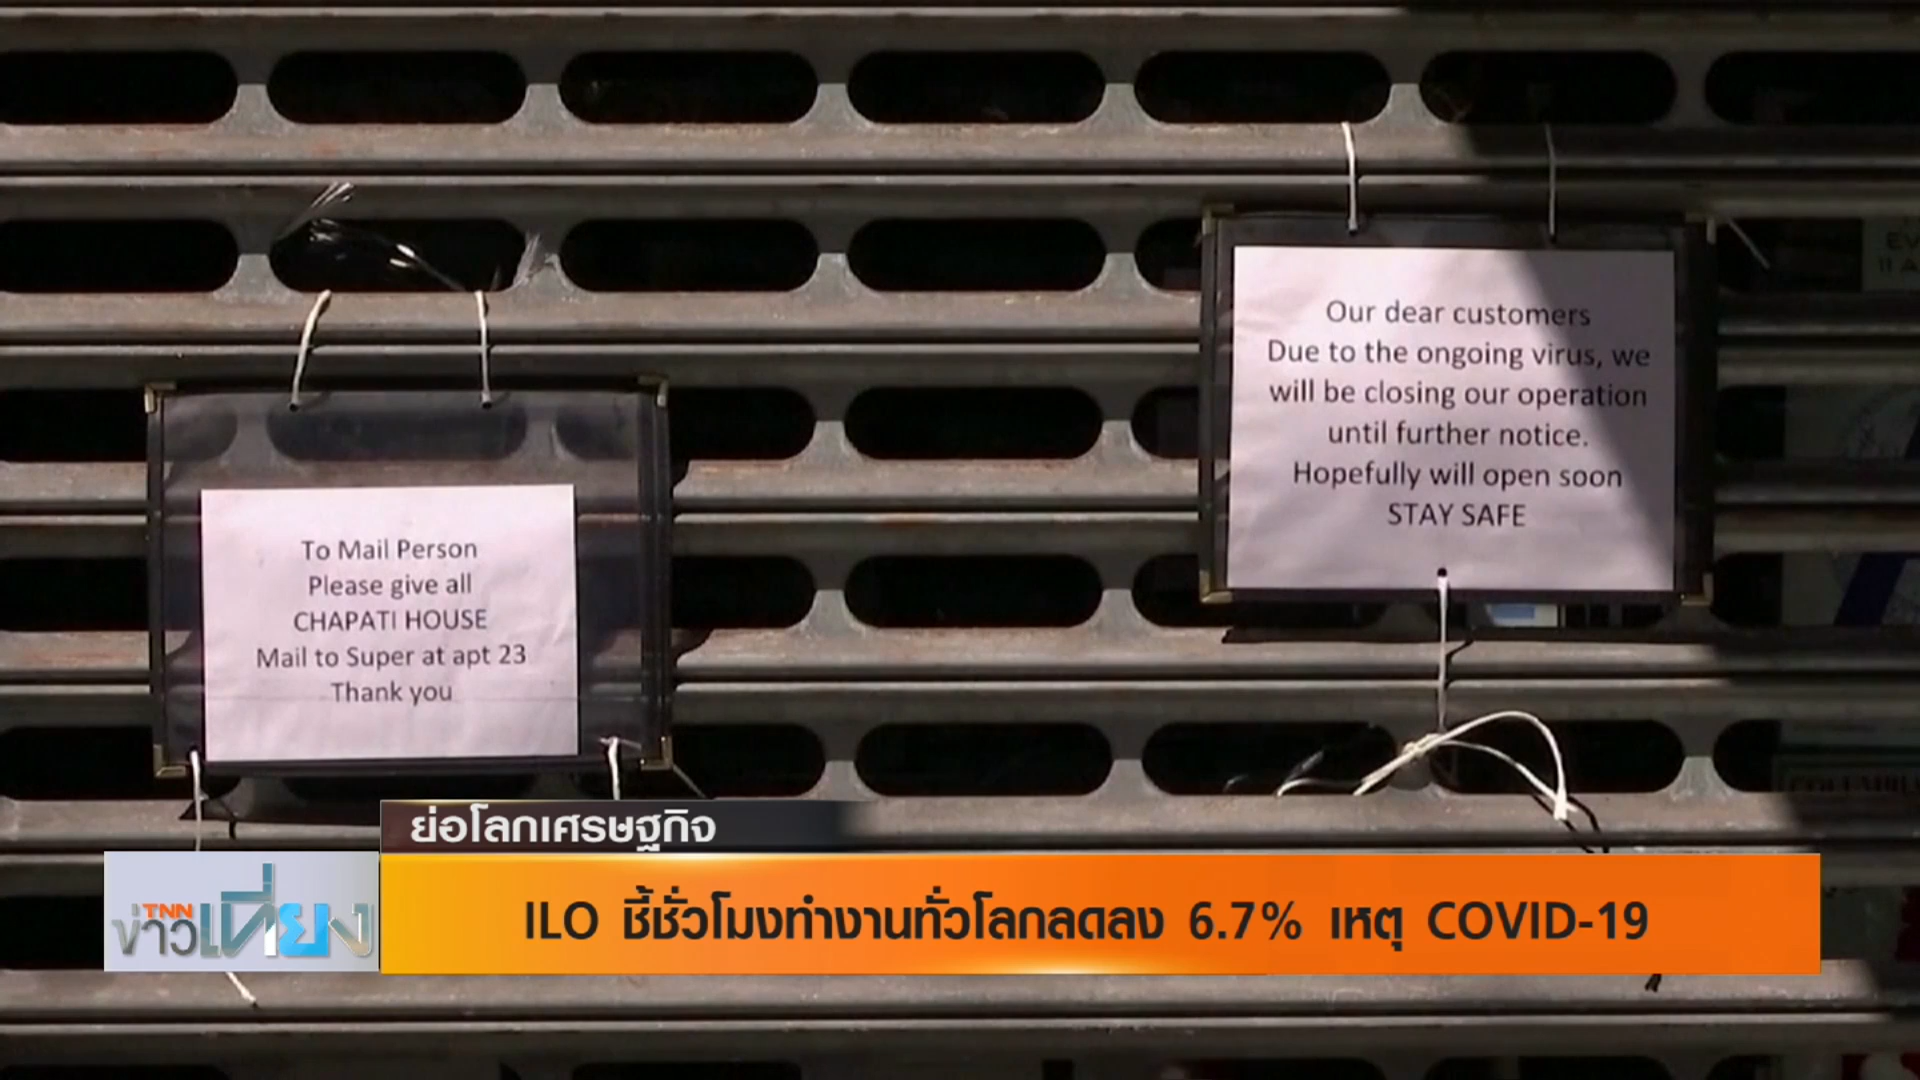 Our dear customers
Due to the ongoing virus, we
will be closing our operation
until further notice.
Hopefully will open soon
STAY SAFE
To Mail Person
Please give all
CHAPATI HOUSE
Mail to Super at apt 23
Thank you
ย่อโลกเศรษฐกิจ
TNN
ข่าวเที่ยง
ILO ชี้ชั่วโมงทำงานทั่วโลกลดลง 6.7% เหตุ COVID-19